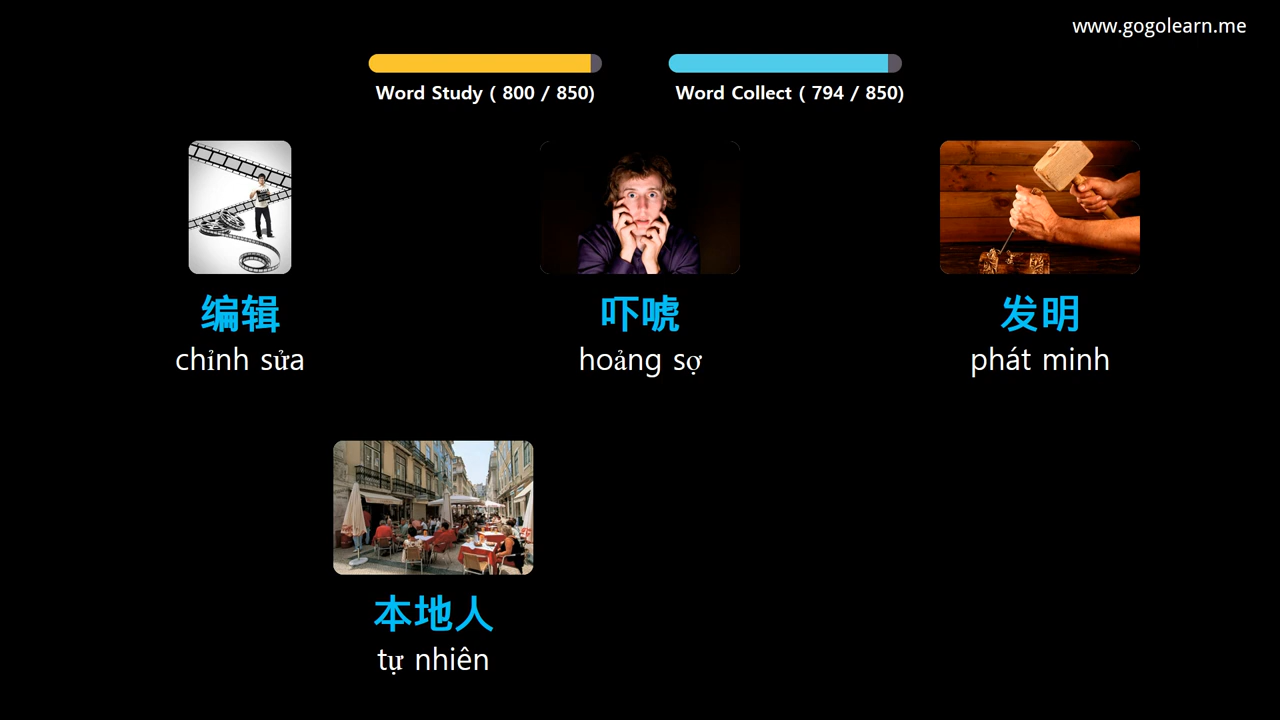 www.gogolearn.me
Word Study ( 800 / 850)
Word Collect ( 794 / 850)
编辑
chỉnh sửa
吓唬
hoảng sợ
发明
phát minh
本地人
tự nhiên